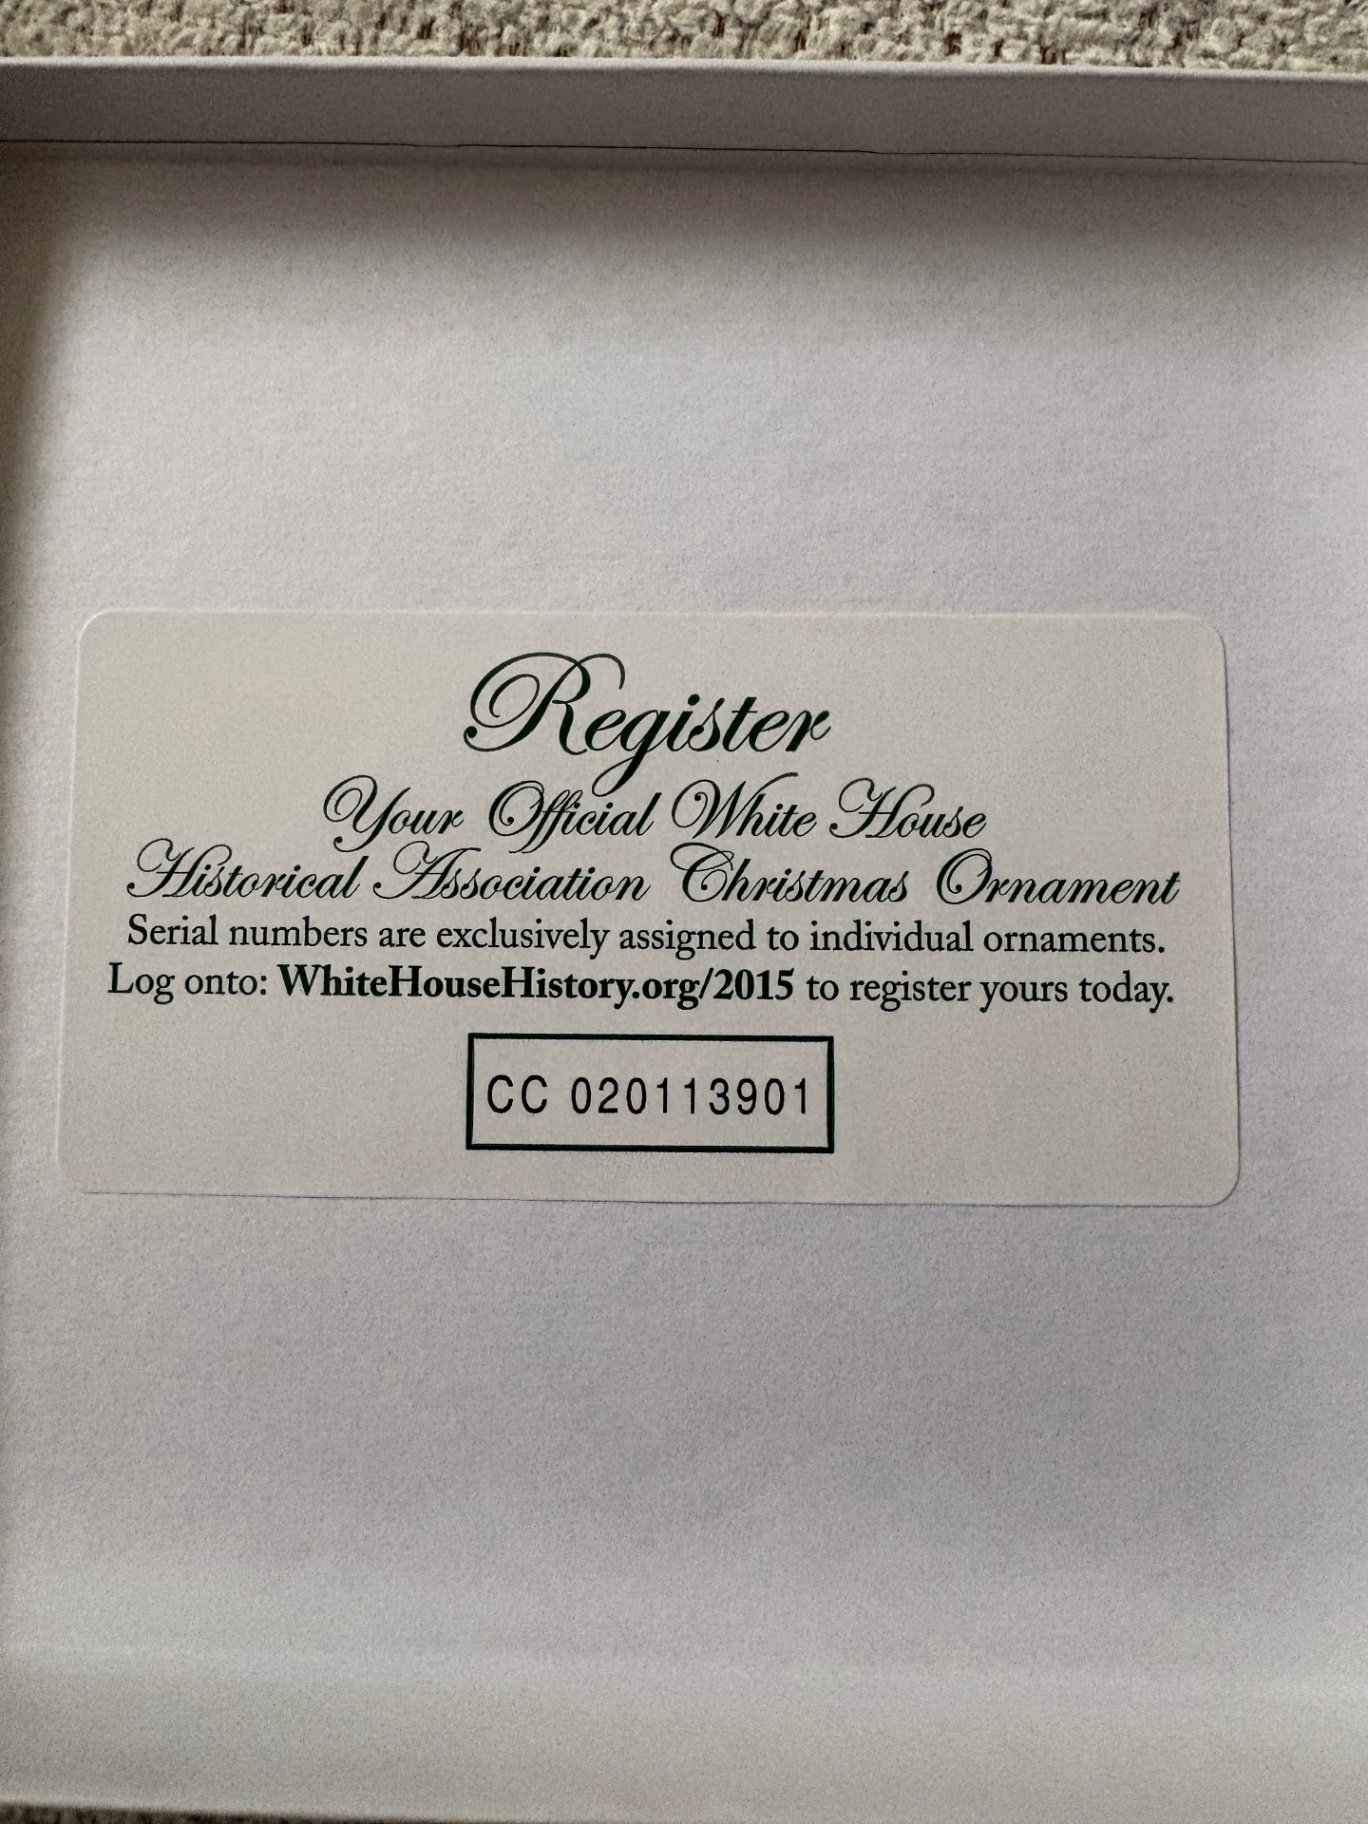 Register
Your Official White House
Historical Association Christmas Ornament
Serial numbers are exclusively assigned to individual ornaments.
Log onto: WhiteHouseHistory.org/2015 to register yours today.
CC 020113901